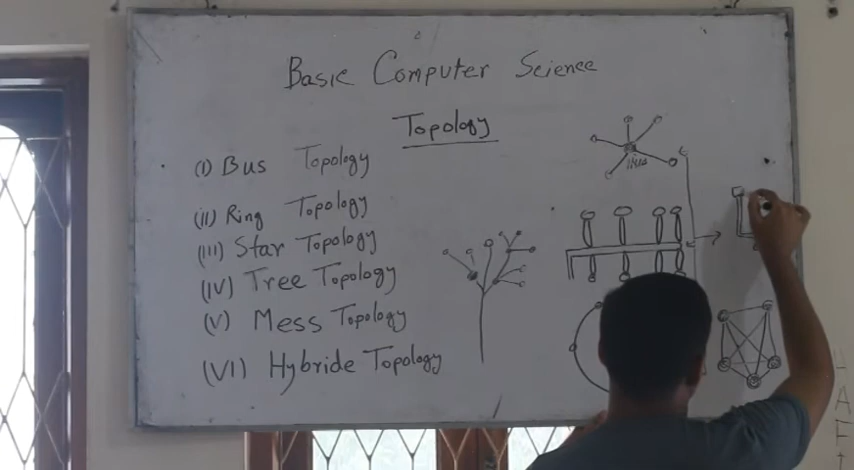 Basic Computer Science
Topology
(I) Bus Topology
(II) Ring Topology
(III) Star Topology
(IV) Tree Topology
(V) Mess Topology
(VI) Hybride Topology